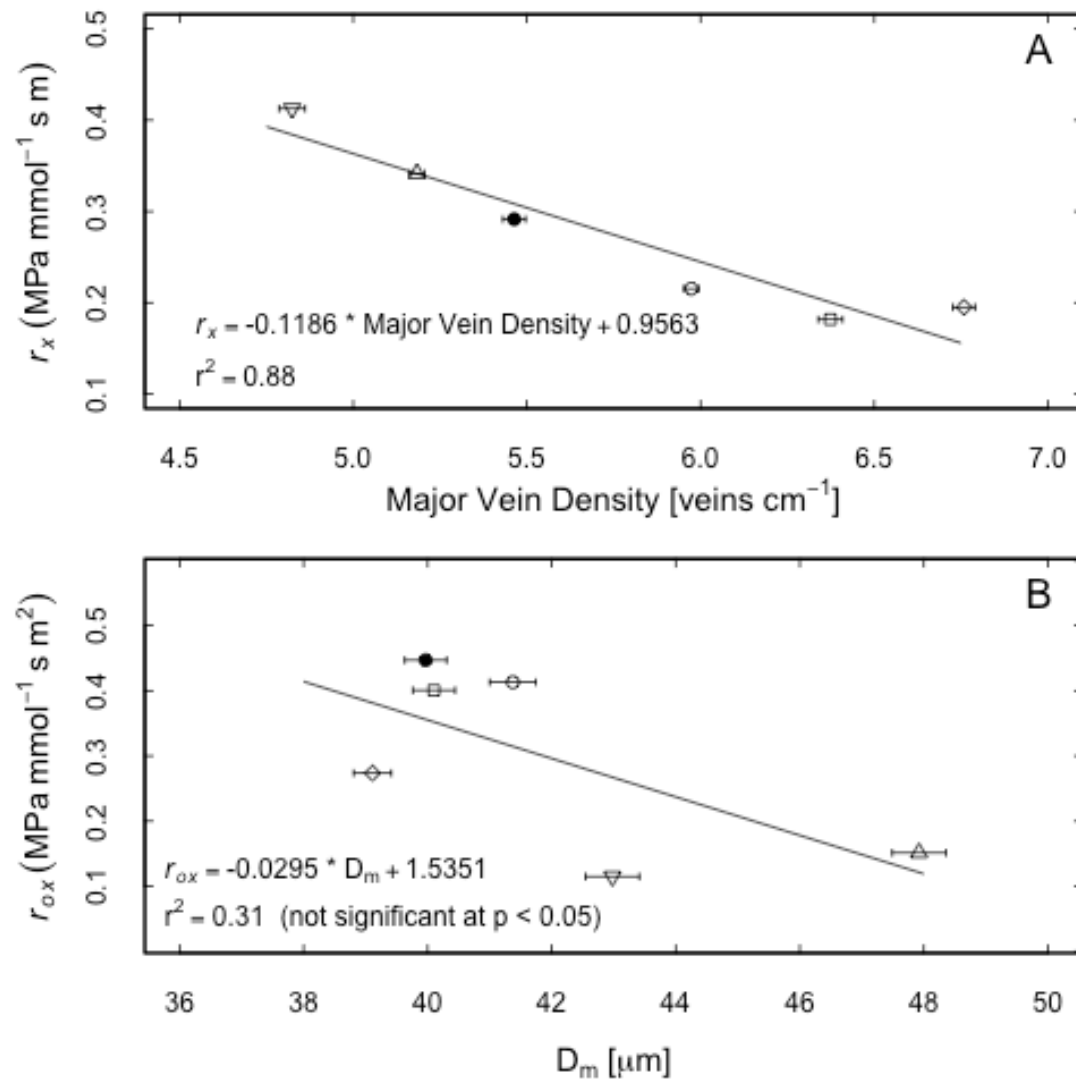 A
0.5
0.4
0.3
0.2
0.1
r_x (MPa mmol⁻¹ s m)
r_x = -0.1186 * Major Vein Density + 0.9563
r² = 0.88
4.5 5.0 5.5 6.0 6.5 7.0
Major Vein Density [veins cm⁻¹]
B
0.5
0.4
0.3
0.2
0.1
r_ox (MPa mmol⁻¹ s m²)
r_ox = -0.0295 * D_m + 1.5351
r² = 0.31 (not significant at p < 0.05)
36 38 40 42 44 46 48 50
D_m [μm]